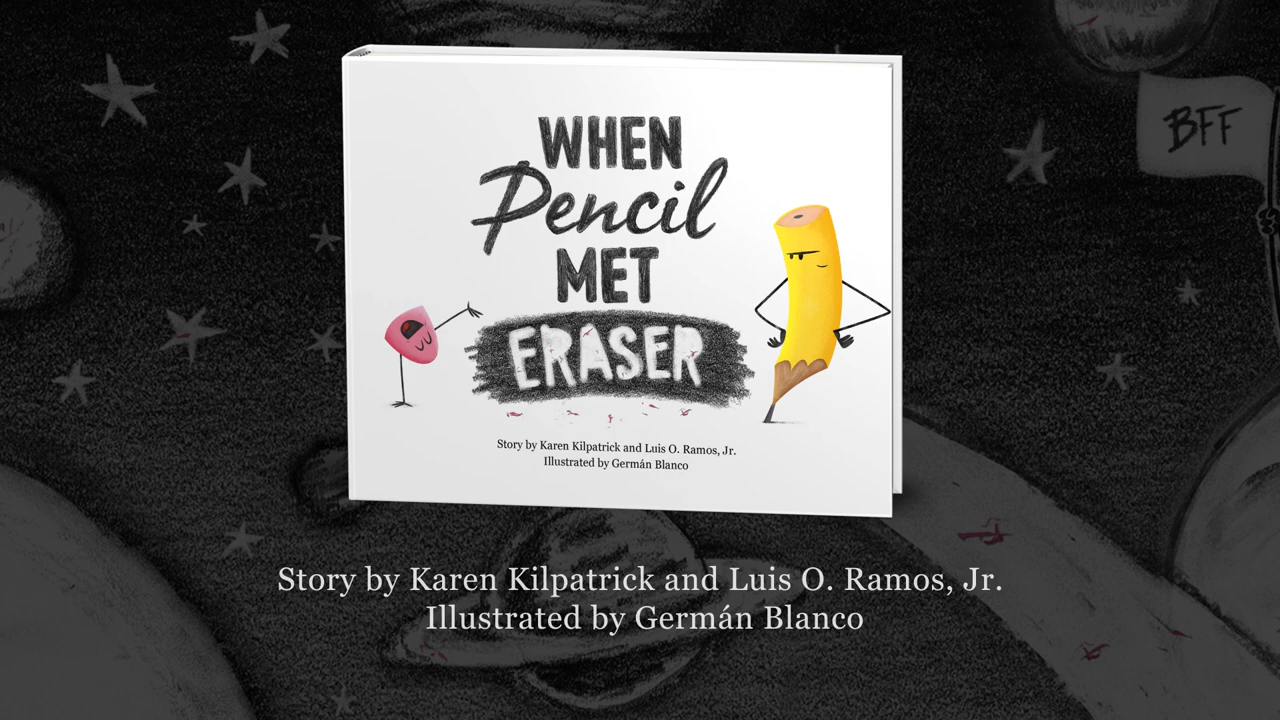 WHEN
Pencil
MET
ERASER
Story by Karen Kilpatrick and Luis O. Ramos, Jr.
Illustrated by Germán Blanco
BFF
Story by Karen Kilpatrick and Luis O. Ramos, Jr.
Illustrated by Germán Blanco